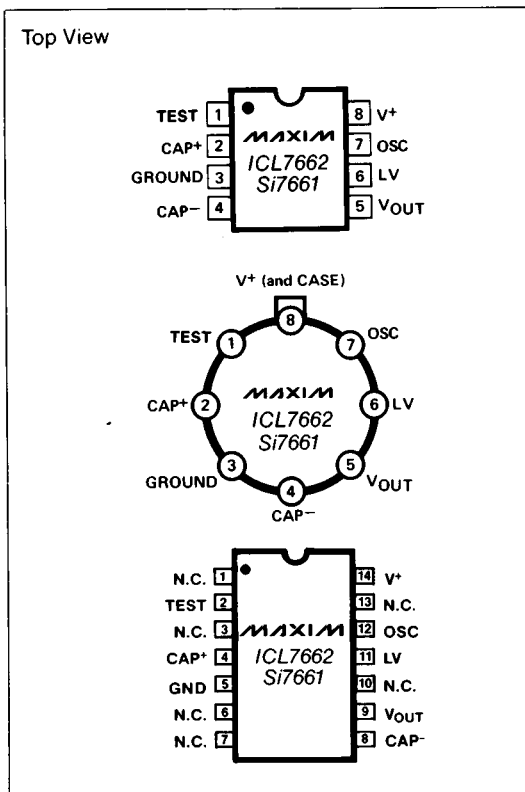 Top View
TEST 1 8 V+
CAP+ 2 MAXIM 7 OSC
GROUND 3 ICL7662 6 LV
CAP− 4 Si7661 5 VOUT
V+ (and CASE)
8
TEST 1 7 OSC
MAXIM
CAP+ 2 ICL7662 6 LV
Si7661
GROUND 3 5 VOUT
4
CAP−
N.C. 1 14 V+
TEST 2 13 N.C.
N.C. 3 MAXIM 12 OSC
CAP+ 4 ICL7662 11 LV
GND 5 Si7661 10 N.C.
N.C. 6 9 VOUT
N.C. 7 8 CAP-